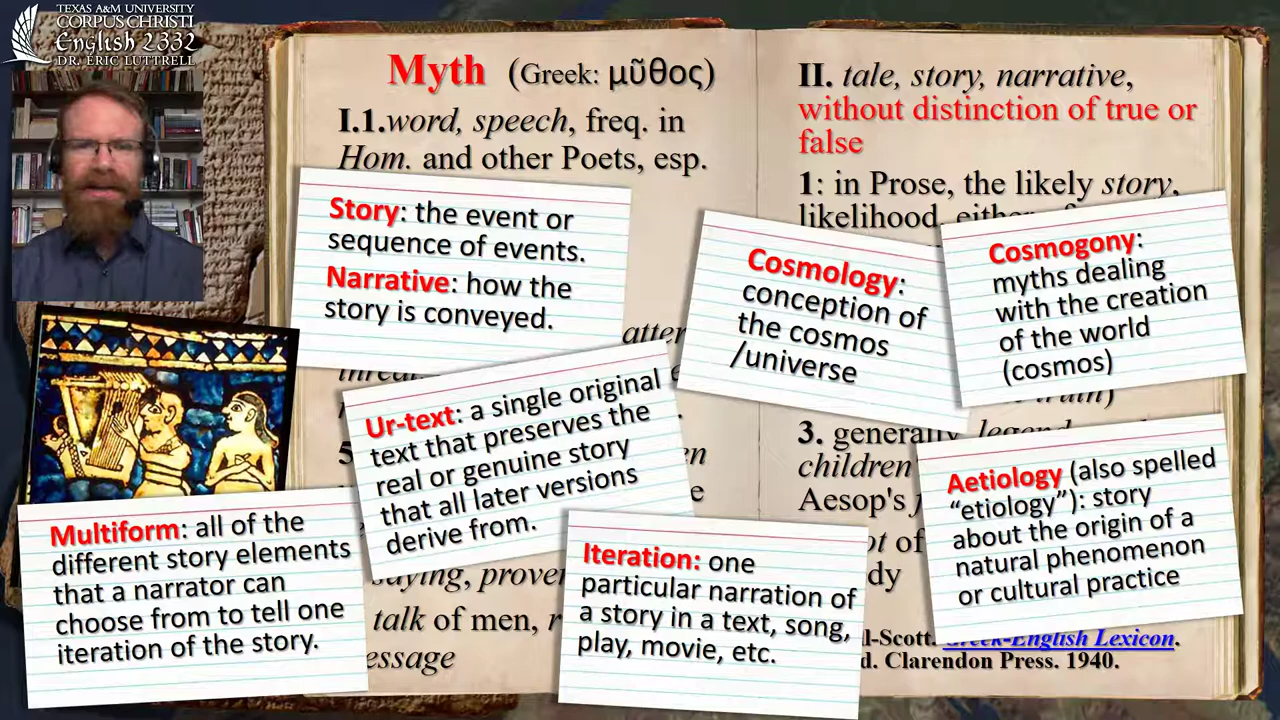 TEXAS A&M UNIVERSITY
CORPUS CHRISTI
English 2332
DR. ERIC LUTTRELL
Myth (Greek: μῦθος)
I.1.word, speech, freq. in
Hom. and other Poets, esp.
II. tale, story, narrative,
without distinction of true or
false
1: in Prose, the likely story,
likelihood,
Story: the event or
sequence of events.
Narrative: how the
story is conveyed.
Cosmology:
conception of
the cosmos
/universe
Cosmogony:
myths dealing
with the creation
of the world
(cosmos)
Ur-text: a single original
text that preserves the
real or genuine story
that all later versions
derive from.
3. generally,
children
Aesop's
Aetiology (also spelled
“etiology”): story
about the origin of a
natural phenomenon
or cultural practice
Multiform: all of the
different story elements
that a narrator can
choose from to tell one
iteration of the story.
Iteration: one
particular narration of
a story in a text, song,
play, movie, etc.
saying,
talk of men,
Greek-English Lexicon.
Clarendon Press. 1940.